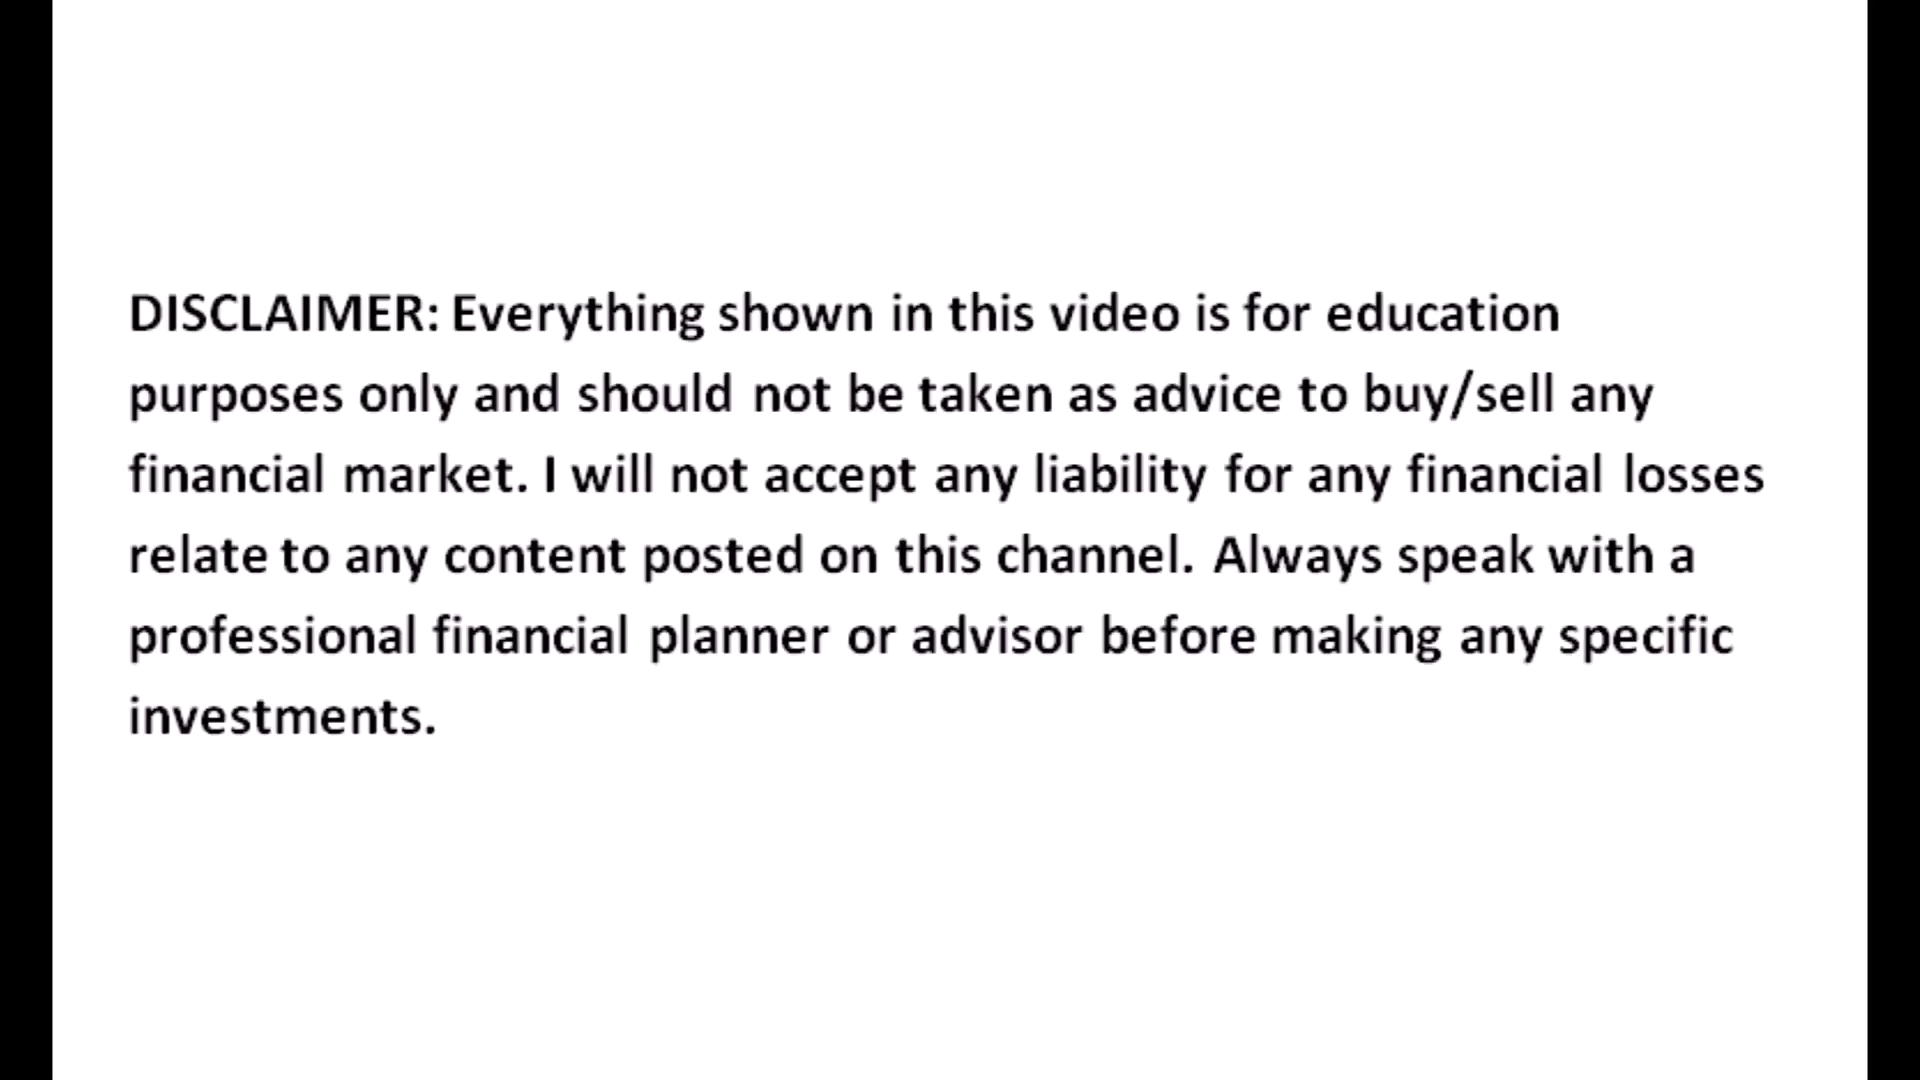 DISCLAIMER: Everything shown in this video is for education
purposes only and should not be taken as advice to buy/sell any
financial market. I will not accept any liability for any financial losses
relate to any content posted on this channel. Always speak with a
professional financial planner or advisor before making any specific
investments.